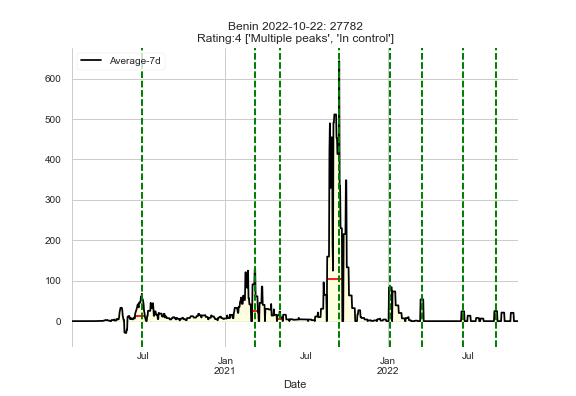 Benin 2022-10-22: 27782
Rating:4 ['Multiple peaks', 'In control']
Average-7d
600
500
400
300
200
100
0
Jul
Jan
2021
Jul
Jan
2022
Jul
Date